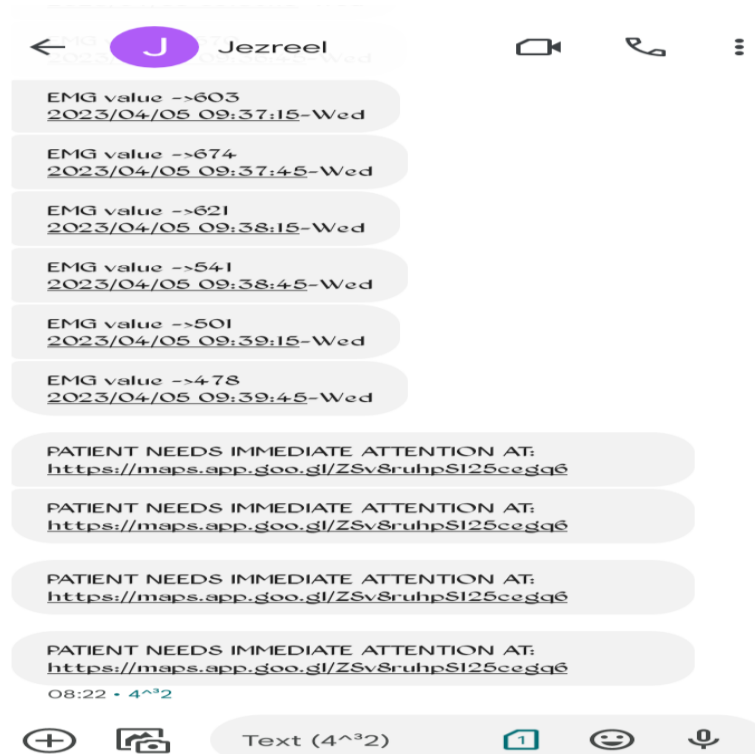 J Jezreel
EMG value ->603
2023/04/05 09:37:15-Wed
EMG value ->674
2023/04/05 09:37:45-Wed
EMG value ->621
2023/04/05 09:38:15-Wed
EMG value ->541
2023/04/05 09:38:45-Wed
EMG value ->501
2023/04/05 09:39:15-Wed
EMG value ->478
2023/04/05 09:39:45-Wed
PATIENT NEEDS IMMEDIATE ATTENTION AT:
https://maps.app.goo.gl/ZSv8ruhpS125cegq6
PATIENT NEEDS IMMEDIATE ATTENTION AT:
https://maps.app.goo.gl/ZSv8ruhpS125cegq6
PATIENT NEEDS IMMEDIATE ATTENTION AT:
https://maps.app.goo.gl/ZSv8ruhpS125cegq6
PATIENT NEEDS IMMEDIATE ATTENTION AT:
https://maps.app.goo.gl/ZSv8ruhpS125cegq6
08:22 • 4^³2
Text (4^³2) 1